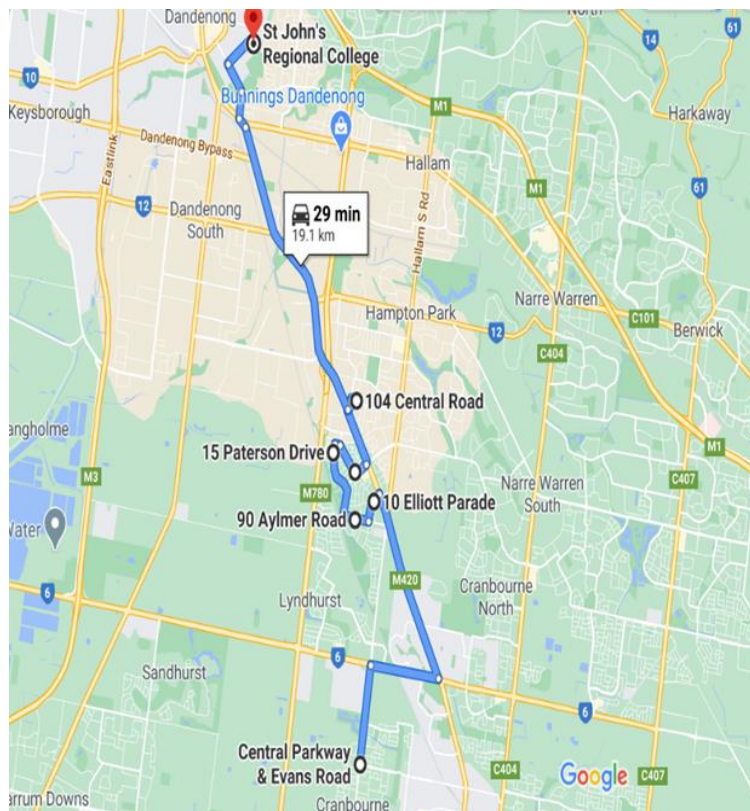 Dandenong
North
St John's
Regional College
14
10
M1
Keysborough
Bunnings Dandenong
Harkaway
Dandenong
Bypass
Hallam
Eastlink
M1
61
12
Dandenong
South
29 min
19.1 km
Hallam S Rd
Narre Warren
Hampton Park
C101
12
Berwick
C404
104 Central Road
angholme
15 Paterson Drive
M1
M3
M780
C407
10 Elliott Parade
Narre Warren
South
Water
90 Aylmer Road
M420
6
Cranbourne
North
Lyndhurst
6
Sandhurst
6
Central Parkway
& Evans Road
Google
C404
C407
arrum Downs
Cranbourne